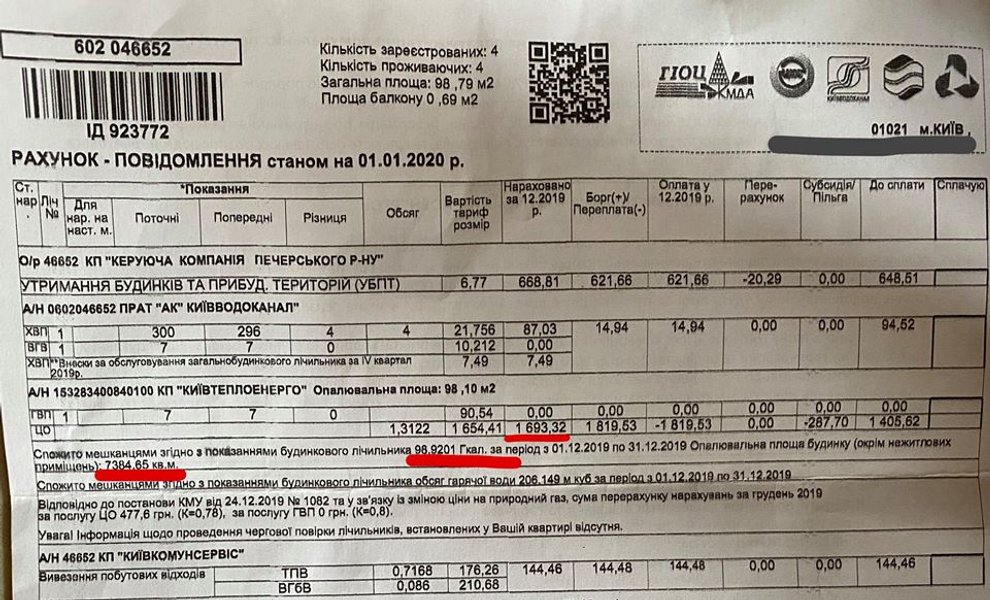 602 046652
ІД 923772
Кількість зареєстрованих: 4
Кількість проживаючих: 4
Загальна площа: 98 ,79 м2
Площа балкону 0 ,69 м2
ГІОЦ КМДА
КИЇВВОДОКАНАЛ
01021 м.КИЇВ ,
РАХУНОК - ПОВІДОМЛЕННЯ станом на 01.01.2020 р.
Ст. нар. Ліч № *Показання Для нар. на наст. м. Поточні Попередні Різниця Обсяг Вартість тариф розмір Нараховано за 12.2019 р. Борг(+)/ Переплата(-) Оплата у 12.2019 р. Пере- рахунок Субсидія/ Пільга До сплати Сплачую
О/р 46652 КП "КЕРУЮЧА КОМПАНІЯ ПЕЧЕРСЬКОГО Р-НУ"
УТРИМАННЯ БУДИНКІВ ТА ПРИБУД. ТЕРИТОРІЙ (УБПТ) 6,77 668,81 621,66 621,66 -20,29 0,00 648,51
А/Н 0602046652 ПРАТ "АК" КИЇВВОДОКАНАЛ"
ХВП 1 300 296 4 4 21,756 87,03 14,94 14,94 0,00 0,00 94,52
ВГВ 1 7 7 0 10,212 0,00
ХВП**Внески за обслуговування загальнобудинкового лічильника за IV квартал 2019р. 7,49 7,49
А/Н 153283400840100 КП "КИЇВТЕПЛОЕНЕРГО" Опалювальна площа: 98,10 м2
ГВП 1 7 7 0 90,54 0,00 0,00 0,00 0,00 0,00 0,00
ЦО 1,3122 1 654,41 1 693,32 1 819,53 -1 819,53 0,00 -287,70 1 405,62
Спожито мешканцями згідно з показаннями будинкового лічильника 98,9201 Гкал. за період з 01.12.2019 по 31.12.2019 Опалювальна площа будинку (окрім нежитлових
приміщень): 7384,65 кв.м.
Спожито мешканцями згідно з показаннями будинкового лічильника обсяг гарячої води 206.149 м куб за період з 01.12.2019 по 31.12.2019
Відповідно до постанови КМУ від 24.12.2019 № 1082 та у зв'язку із зміною ціни на природний газ, сума перерахунку нарахувань за грудень 2019
за послугу ЦО 477,6 грн. (К=0,78), за послугу ГВП 0 грн. (К=0,8).
Увага! Інформація щодо проведення чергової повірки лічильників, встановлених у Вашій квартирі відсутня.
А/Н 46652 КП "КИЇВКОМУНСЕРВІС"
Вивезення побутових відходів ТПВ 0,7168 176,26 144,46 144,48 144,48 0,00 0,00 144,46
ВГбВ 0,086 210,68